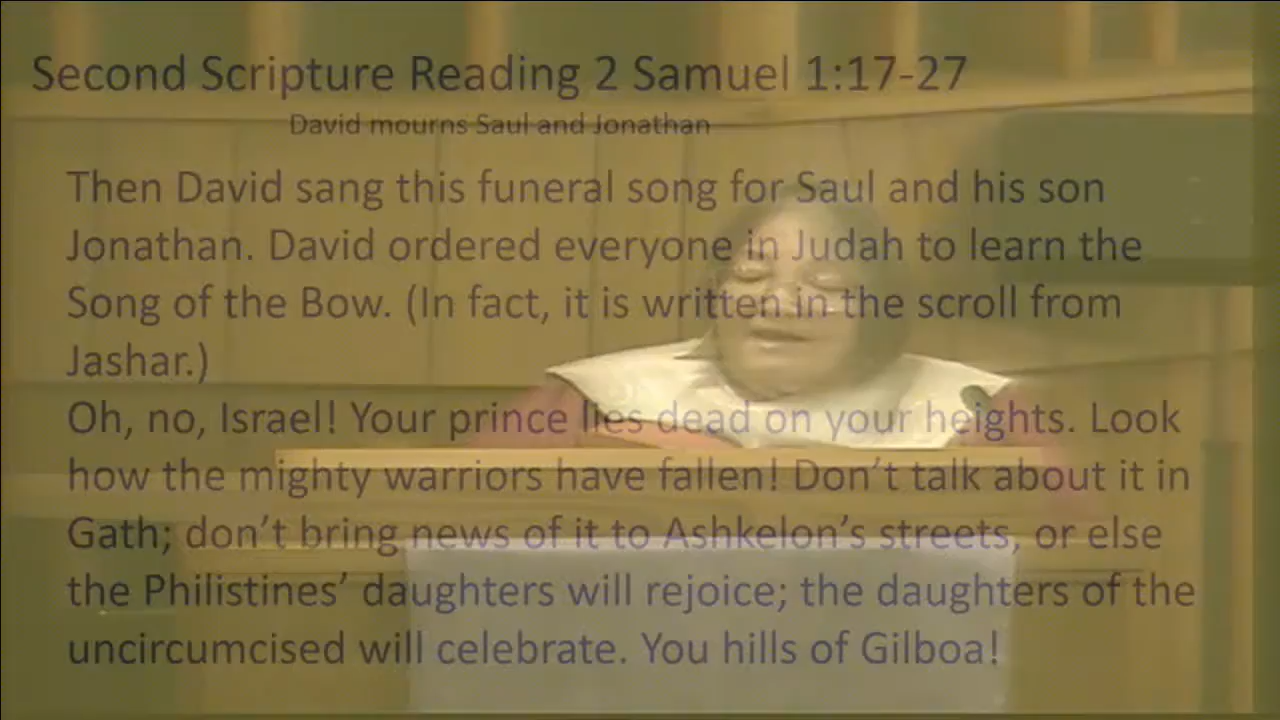 Second Scripture Reading 2 Samuel 1:17-27
David mourns Saul and Jonathan
Then David sang this funeral song for Saul and his son
Jonathan. David ordered everyone in Judah to learn the
Song of the Bow. (In fact, it is written in the scroll from
Jashar.)
Oh, no, Israel! Your prince lies dead on your heights. Look
how the mighty warriors have fallen! Don’t talk about it in
Gath; don’t bring news of it to Ashkelon’s streets, or else
the Philistines’ daughters will rejoice; the daughters of the
uncircumcised will celebrate. You hills of Gilboa!